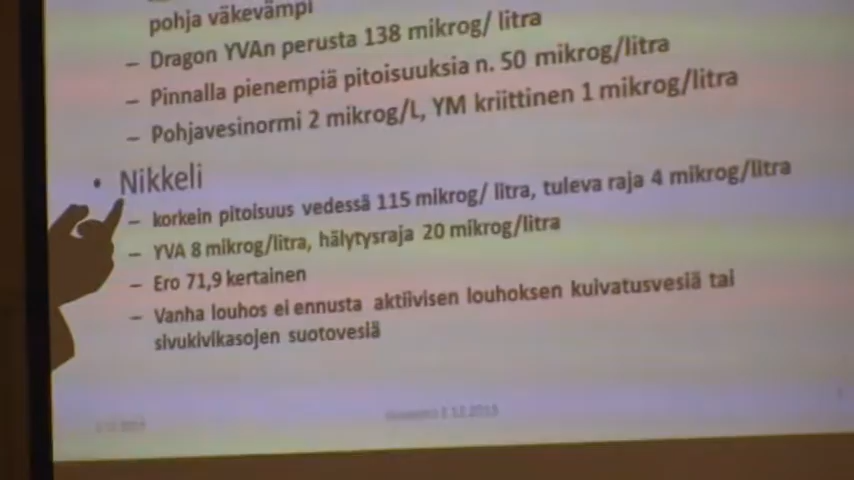 pohja väkevämpi
– Dragon YVAn perusta 138 mikrog/ litra
– Pinnalla pienempiä pitoisuuksia n. 50 mikrog/litra
– Pohjavesinormi 2 mikrog/L, YM kriittinen 1 mikrog/litra
• Nikkeli
– korkein pitoisuus vedessä 115 mikrog/ litra, tuleva raja 4 mikrog/litra
– YVA 8 mikrog/litra, hälytysraja 20 mikrog/litra
– Ero 71,9 kertainen
– Vanha louhos ei ennusta aktiivisen louhoksen kuivatusvesiä tai
sivukivikasojen suotovesiä